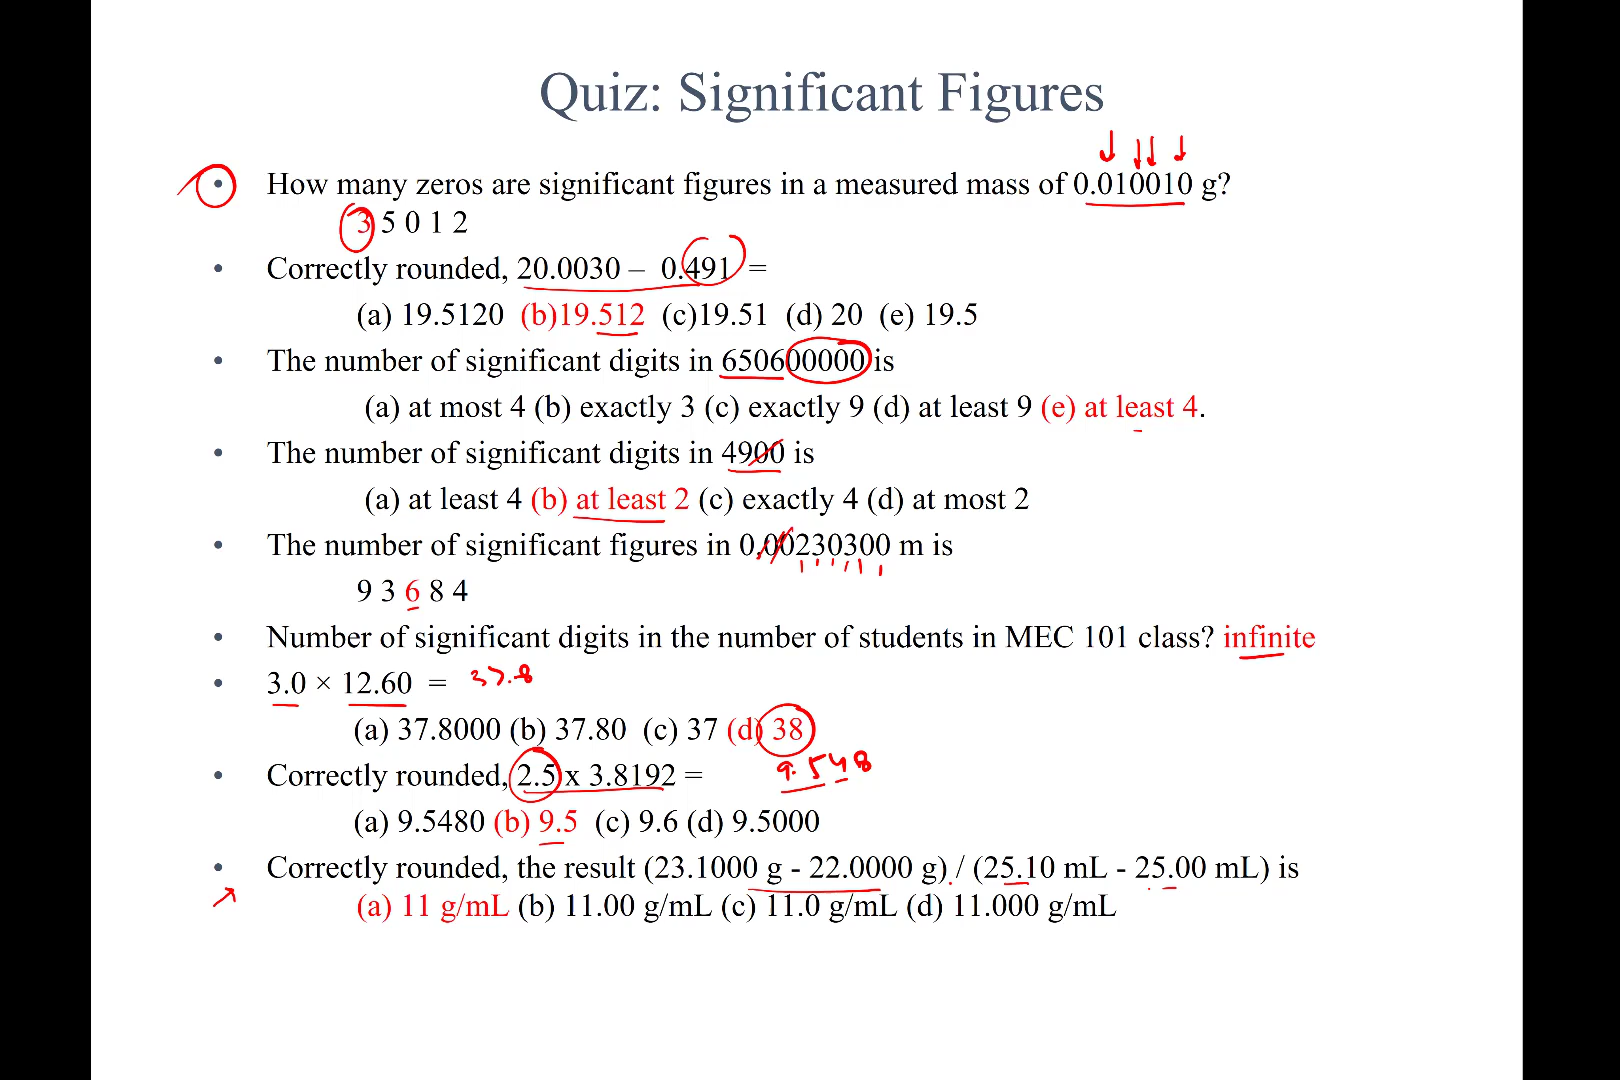 Quiz: Significant Figures
• How many zeros are significant figures in a measured mass of 0.010010 g?
3 5 0 1 2
• Correctly rounded, 20.0030 – 0.491 =
(a) 19.5120 (b)19.512 (c)19.51 (d) 20 (e) 19.5
• The number of significant digits in 650600000 is
(a) at most 4 (b) exactly 3 (c) exactly 9 (d) at least 9 (e) at least 4.
• The number of significant digits in 4900 is
(a) at least 4 (b) at least 2 (c) exactly 4 (d) at most 2
• The number of significant figures in 0.00230300 m is
9 3 6 8 4
• Number of significant digits in the number of students in MEC 101 class? infinite
• 3.0 × 12.60 = 37.8
(a) 37.8000 (b) 37.80 (c) 37 (d) 38
• Correctly rounded, 2.5 x 3.8192 = 9.548
(a) 9.5480 (b) 9.5 (c) 9.6 (d) 9.5000
• Correctly rounded, the result (23.1000 g - 22.0000 g) / (25.10 mL - 25.00 mL) is
(a) 11 g/mL (b) 11.00 g/mL (c) 11.0 g/mL (d) 11.000 g/mL